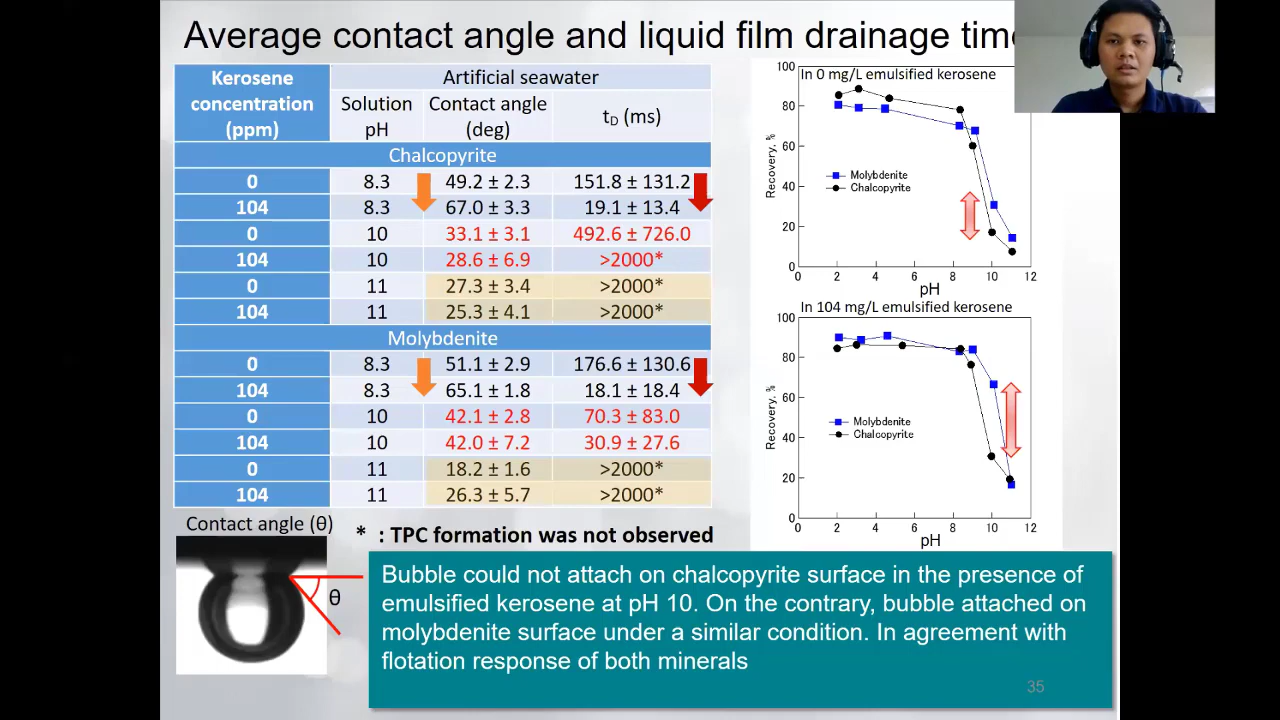 Average contact angle and liquid film drainage
Kerosene concentration (ppm)
Artificial seawater
Solution pH
Contact angle (deg)
tD (ms)
Chalcopyrite
0 8.3 49.2 ± 2.3 151.8 ± 131.2
104 8.3 67.0 ± 3.3 19.1 ± 13.4
0 10 33.1 ± 3.1 492.6 ± 726.0
104 10 28.6 ± 6.9 >2000*
0 11 27.3 ± 3.4 >2000*
104 11 25.3 ± 4.1 >2000*
Molybdenite
0 8.3 51.1 ± 2.9 176.6 ± 130.6
104 8.3 65.1 ± 1.8 18.1 ± 18.4
0 10 42.1 ± 2.8 70.3 ± 83.0
104 10 42.0 ± 7.2 30.9 ± 27.6
0 11 18.2 ± 1.6 >2000*
104 11 26.3 ± 5.7 >2000*
Contact angle (θ)
θ
* : TPC formation was not observed
In 0 mg/L emulsified kerosene
Recovery, %
100
80
60
40
20
0
Molybdenite
Chalcopyrite
0 2 4 6 8 10 12
pH
In 104 mg/L emulsified kerosene
Recovery, %
100
80
60
40
20
0
Molybdenite
Chalcopyrite
0 2 4 6 8 10 12
pH
Bubble could not attach on chalcopyrite surface in the presence of
emulsified kerosene at pH 10. On the contrary, bubble attached on
molybdenite surface under a similar condition. In agreement with
flotation response of both minerals
35